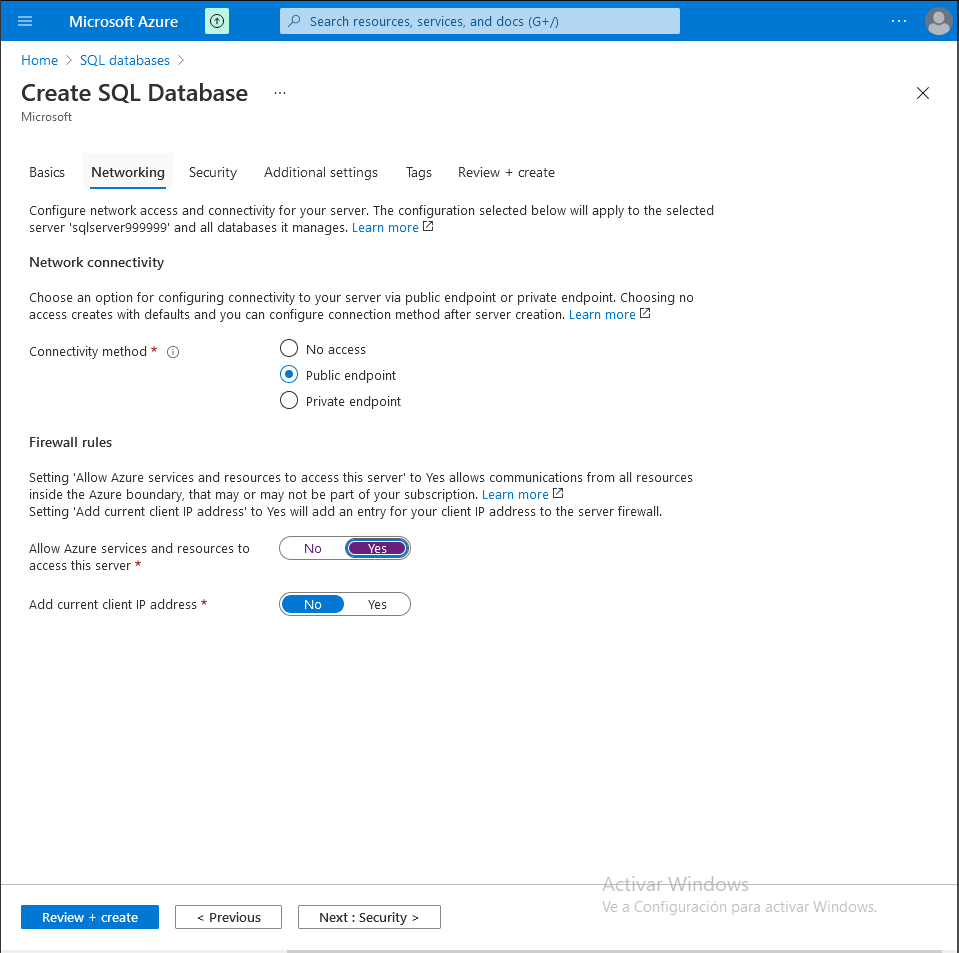 Microsoft Azure
Search resources, services, and docs (G+/)
...
Home > SQL databases >
Create SQL Database ...
Microsoft
Basics Networking Security Additional settings Tags Review + create
Configure network access and connectivity for your server. The configuration selected below will apply to the selected
server 'sqlserver999999' and all databases it manages. Learn more
Network connectivity
Choose an option for configuring connectivity to your server via public endpoint or private endpoint. Choosing no
access creates with defaults and you can configure connection method after server creation. Learn more
Connectivity method *
No access
Public endpoint
Private endpoint
Firewall rules
Setting 'Allow Azure services and resources to access this server' to Yes allows communications from all resources
inside the Azure boundary, that may or may not be part of your subscription. Learn more
Setting 'Add current client IP address' to Yes will add an entry for your client IP address to the server firewall.
Allow Azure services and resources to
access this server *
No Yes
Add current client IP address *
No Yes
Activar Windows
Ve a Configuración para activar Windows.
Review + create
< Previous
Next : Security >